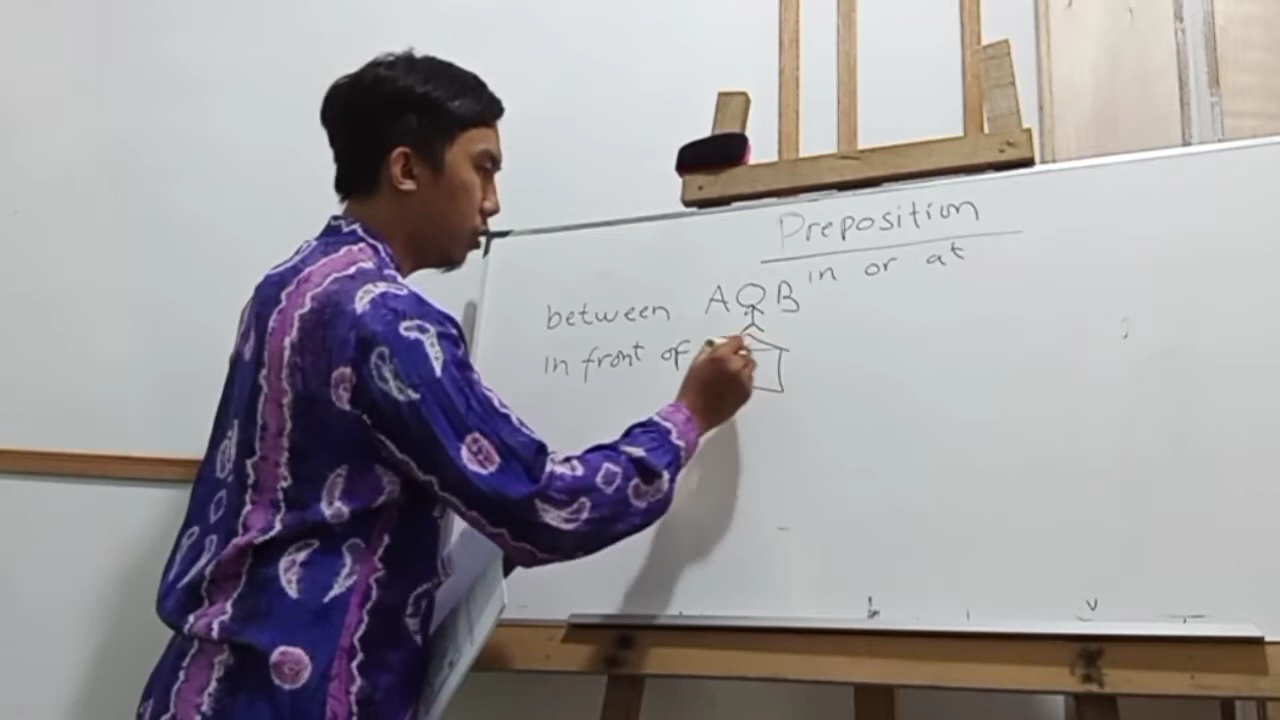 Preposition
in or at
between A B
in front of